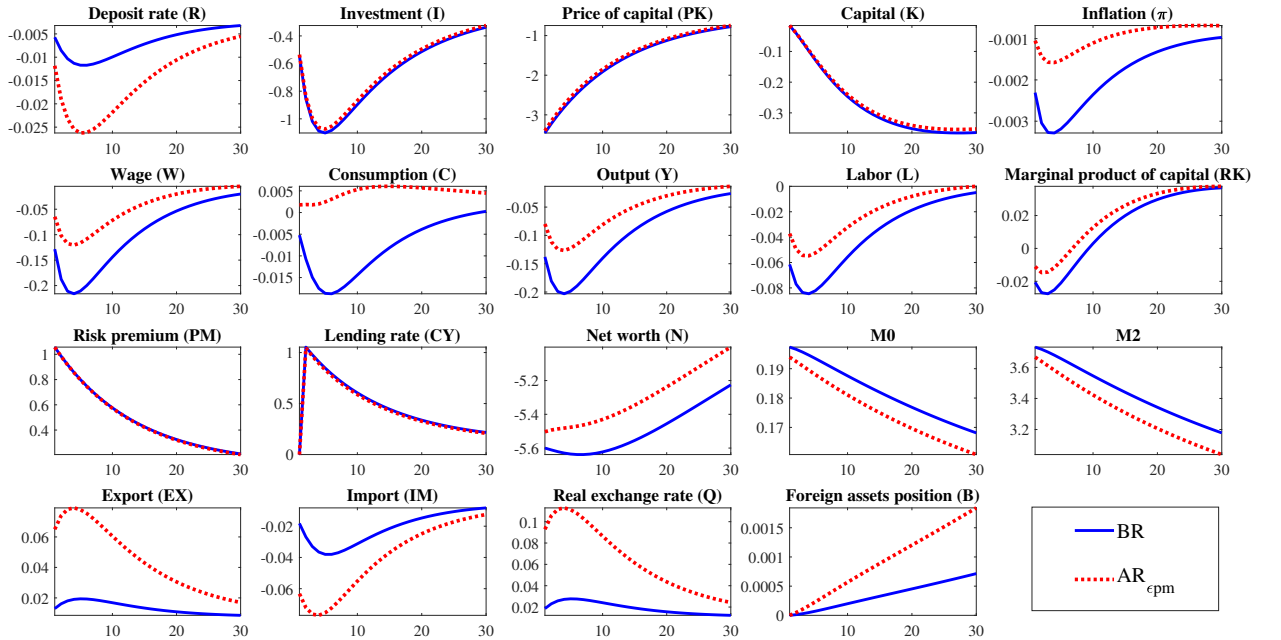 Deposit rate (R)
-0.005
-0.01
-0.015
-0.02
-0.025
10 20 30
Investment (I)
-0.4
-0.6
-0.8
-1
10 20 30
Price of capital (PK)
-1
-2
-3
10 20 30
Capital (K)
-0.1
-0.2
-0.3
10 20 30
Inflation (π)
-0.001
-0.002
-0.003
10 20 30
Wage (W)
-0.05
-0.1
-0.15
-0.2
10 20 30
Consumption (C)
0.005
0
-0.005
-0.01
-0.015
10 20 30
Output (Y)
-0.05
-0.1
-0.15
-0.2
10 20 30
Labor (L)
0
-0.02
-0.04
-0.06
-0.08
10 20 30
Marginal product of capital (RK)
0.02
0
-0.02
10 20 30
Risk premium (PM)
1
0.8
0.6
0.4
10 20 30
Lending rate (CY)
1
0.5
0
10 20 30
Net worth (N)
-5.2
-5.4
-5.6
10 20 30
M0
0.19
0.18
0.17
10 20 30
M2
3.6
3.4
3.2
10 20 30
Export (EX)
0.06
0.04
0.02
10 20 30
Import (IM)
-0.02
-0.04
-0.06
10 20 30
Real exchange rate (Q)
0.1
0.08
0.06
0.04
0.02
10 20 30
Foreign assets position (B)
0.0015
0.001
0.0005
0
10 20 30
BR
AR ϵpm